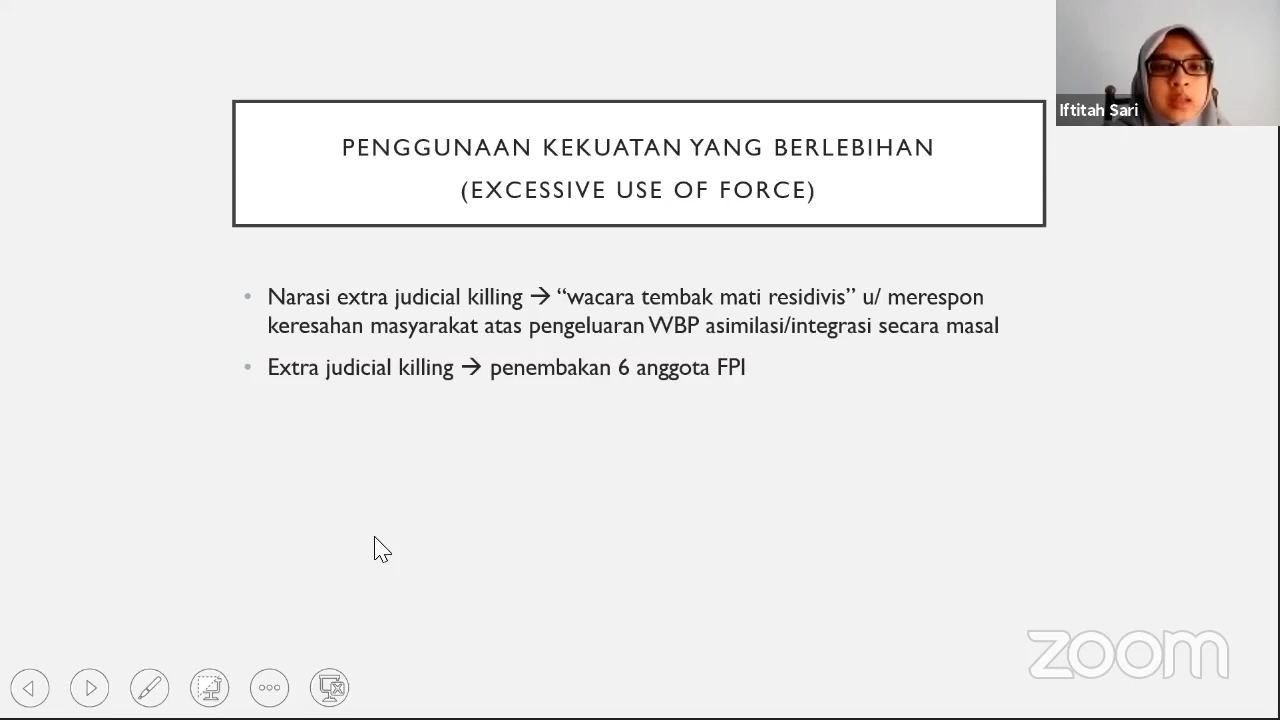 PENGGUNAAN KEKUATAN YANG BERLEBIHAN
(EXCESSIVE USE OF FORCE)
Iftitah Sari
• Narasi extra judicial killing → “wacara tembak mati residivis” u/ merespon
keresahan masyarakat atas pengeluaran WBP asimilasi/integrasi secara masal
• Extra judicial killing → penembakan 6 anggota FPI
zoom